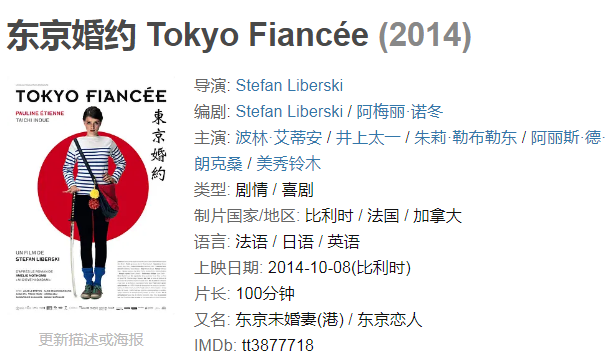 东京婚约 Tokyo Fiancée (2014)
TOKYO FIANCÉE
PAULINE ÉTIENNE
TAICHI INOUE
東京婚約
UN FILM DE
STEFAN LIBERSKI
更新描述或海报
导演: Stefan Liberski
编剧: Stefan Liberski / 阿梅丽·诺冬
主演: 波林·艾蒂安 / 井上太一 / 朱莉·勒布勒东 / 阿丽斯·德·
朗克桑 / 美秀铃木
类型: 剧情 / 喜剧
制片国家/地区: 比利时 / 法国 / 加拿大
语言: 法语 / 日语 / 英语
上映日期: 2014-10-08(比利时)
片长: 100分钟
又名: 东京未婚妻(港) / 东京恋人
IMDb: tt3877718